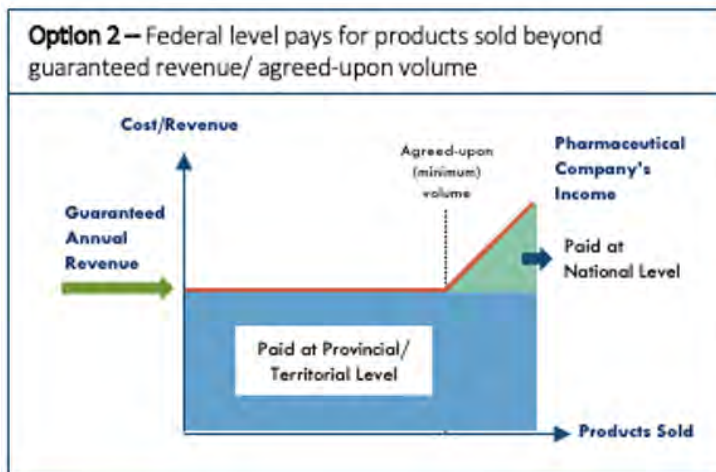 Option 2 – Federal level pays for products sold beyond
guaranteed revenue/ agreed-upon volume
Cost/Revenue
Agreed-upon
(minimum)
volume
Pharmaceutical
Company's
Income
Guaranteed
Annual
Revenue
Paid at
National Level
Paid at Provincial/
Territorial Level
Products Sold